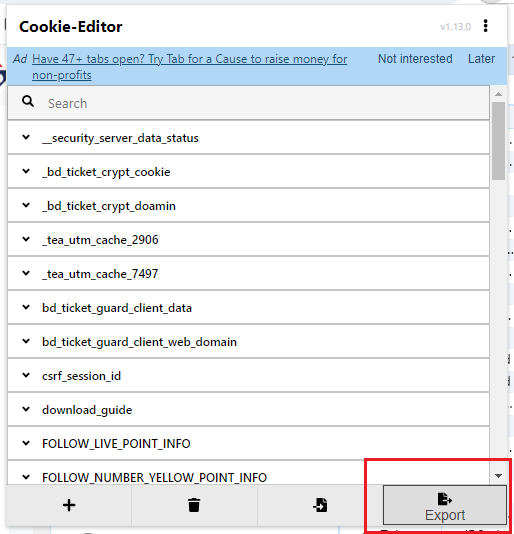 Cookie-Editor
v1.13.0
Ad Have 47+ tabs open? Try Tab for a Cause to raise money for
non-profits
Not interested
Later
Search
__security_server_data_status
_bd_ticket_crypt_cookie
_bd_ticket_crypt_doamin
_tea_utm_cache_2906
_tea_utm_cache_7497
bd_ticket_guard_client_data
bd_ticket_guard_client_web_domain
csrf_session_id
download_guide
FOLLOW_LIVE_POINT_INFO
FOLLOW_NUMBER_YELLOW_POINT_INFO
Export